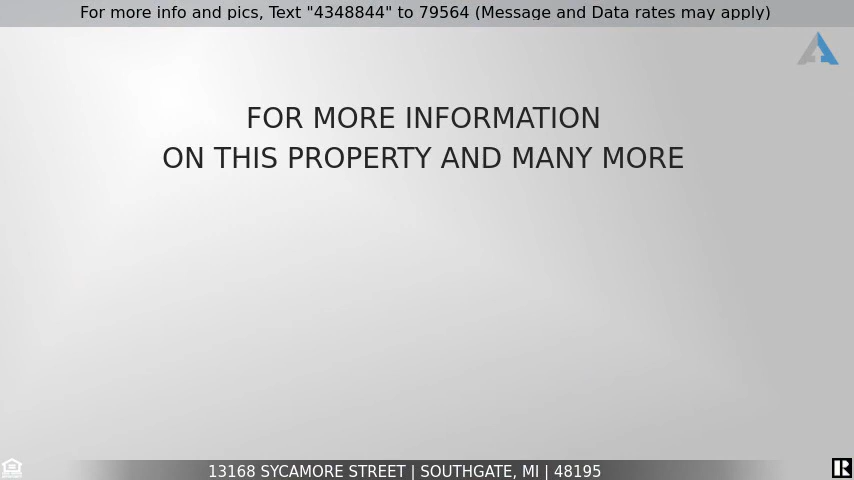 For more info and pics, Text "4348844" to 79564 (Message and Data rates may apply)
FOR MORE INFORMATION
ON THIS PROPERTY AND MANY MORE
13168 SYCAMORE STREET | SOUTHGATE, MI | 48195